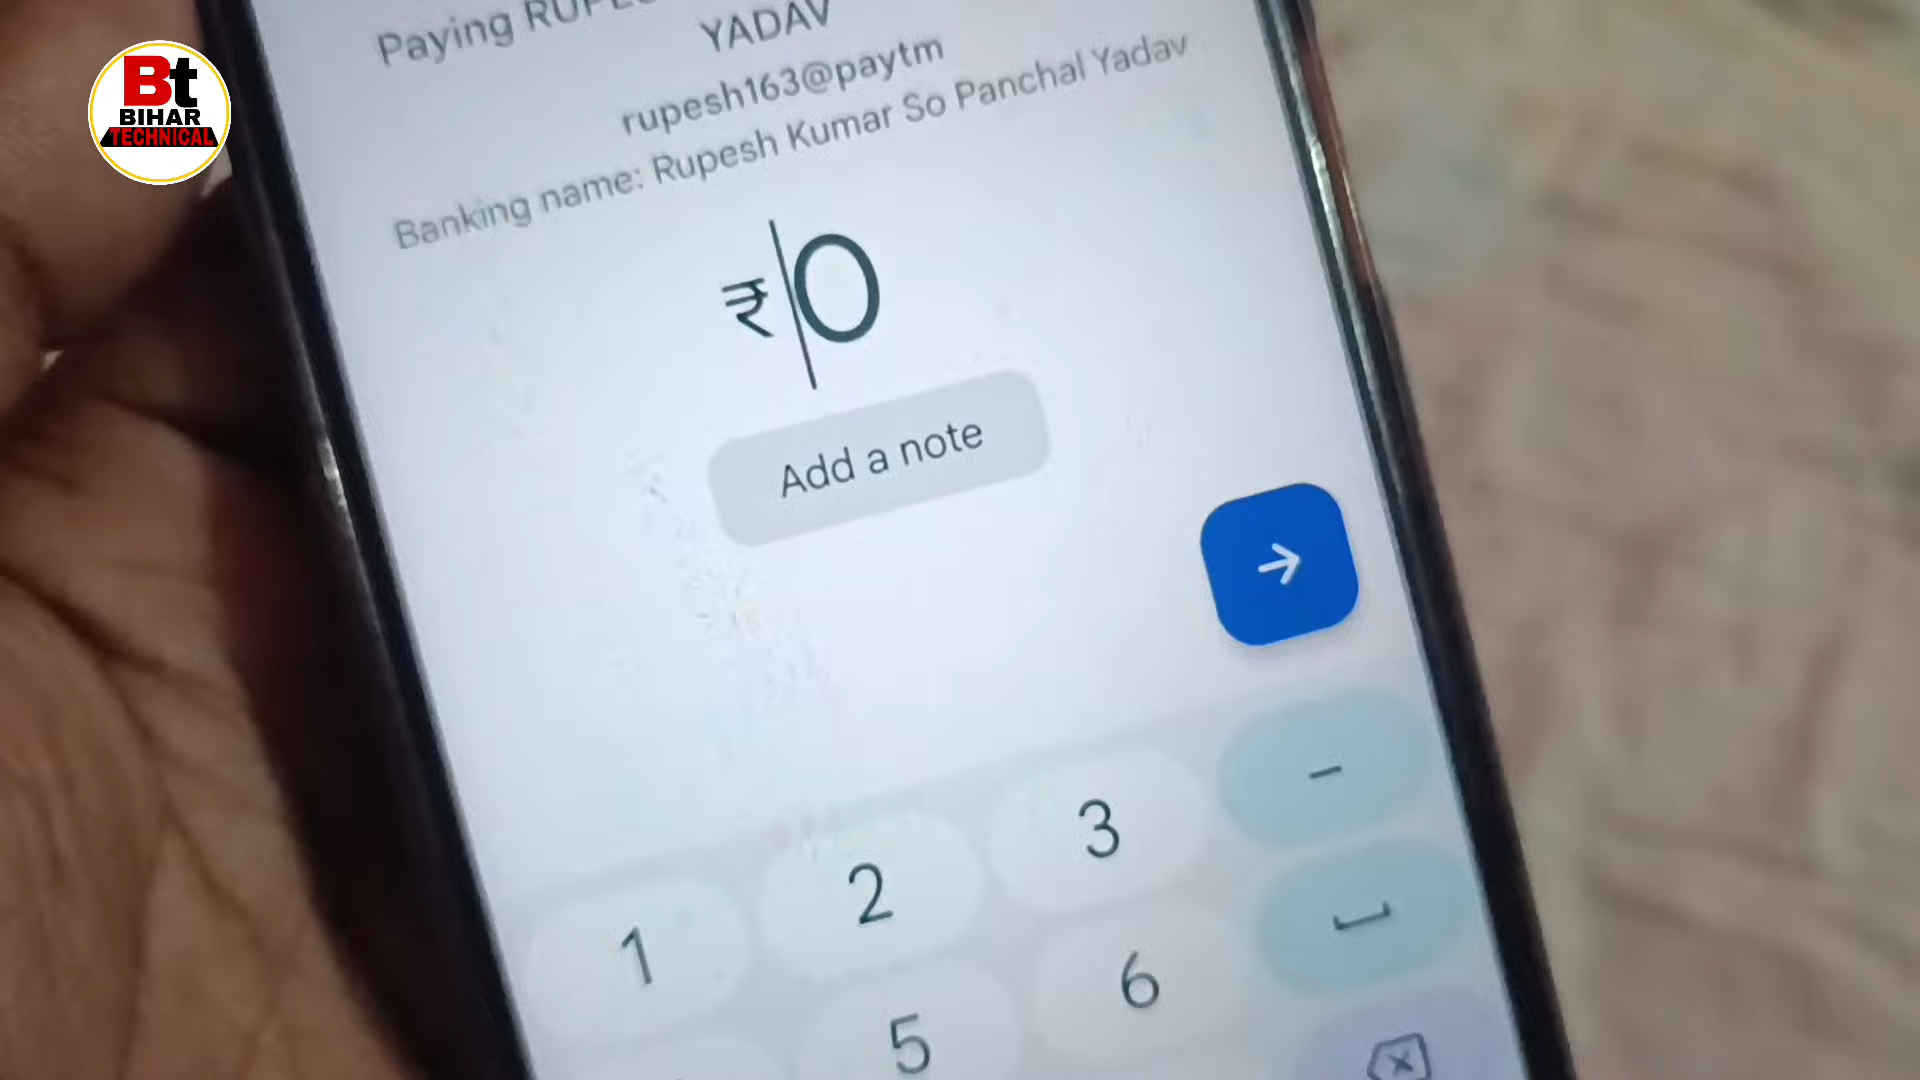 Bt
BIHAR
TECHNICAL
Paying
YADAV
rupesh163@paytm
Banking name: Rupesh Kumar So Panchal Yadav
₹0
Add a note
1 2 3 –
5 6